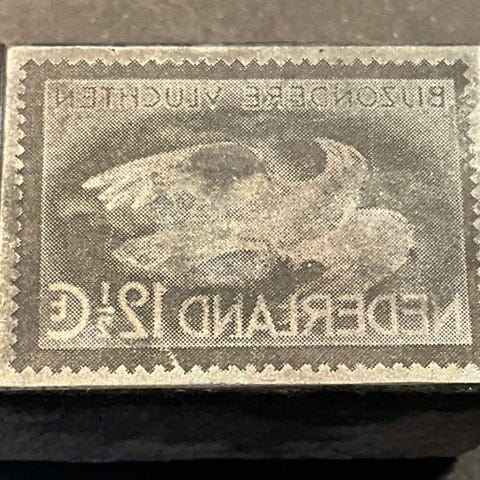 BIJZONDERE VLUCHTEN
NEDERLAND 12½ C